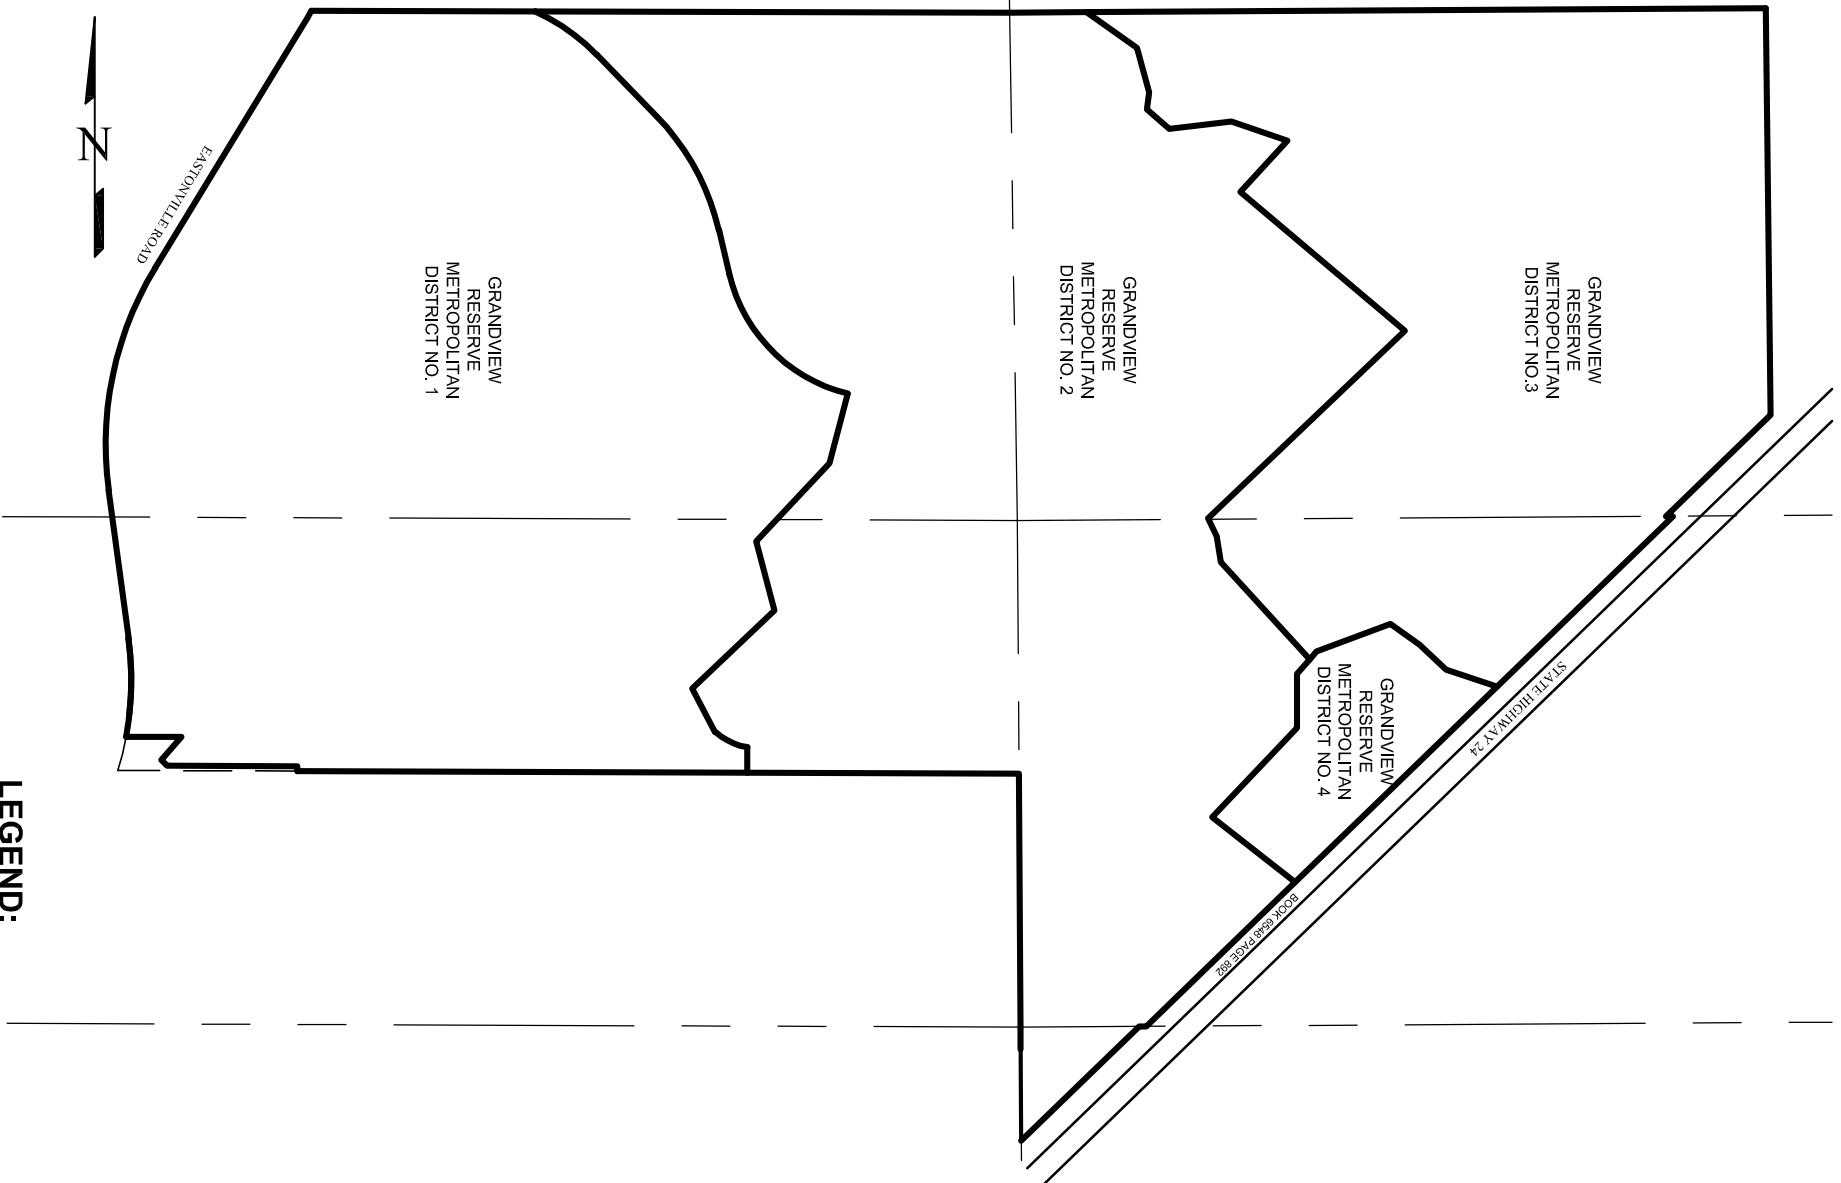 N
EASTONVILLE ROAD
GRANDVIEW
RESERVE
METROPOLITAN
DISTRICT NO. 1
GRANDVIEW
RESERVE
METROPOLITAN
DISTRICT NO. 2
GRANDVIEW
RESERVE
METROPOLITAN
DISTRICT NO.3
GRANDVIEW
RESERVE
METROPOLITAN
DISTRICT NO. 4
STATE HIGHWAY 24
BOOK 6548 PAGE 892
LEGEND: